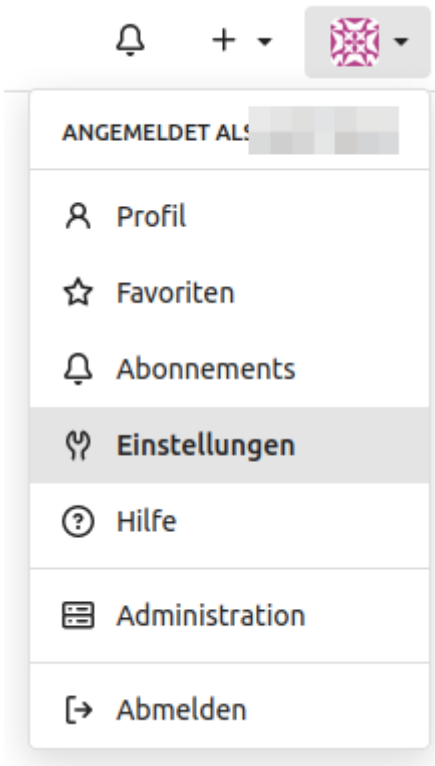 ANGEMELDET ALS
Profil
Favoriten
Abonnements
Einstellungen
Hilfe
Administration
Abmelden